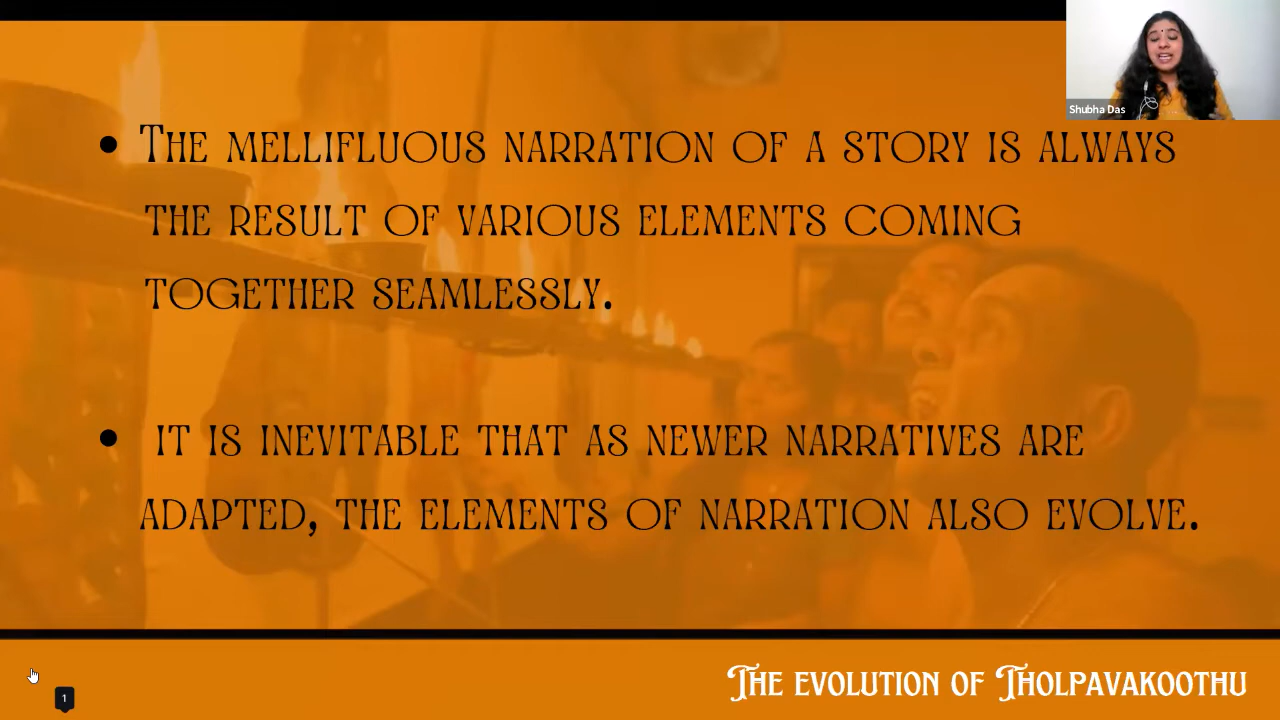 Shubha Das
• The mellifluous narration of a story is always
the result of various elements coming
together seamlessly.
• it is inevitable that as newer narratives are
adapted, the elements of narration also evolve.
The evolution of Tholpavakoothu
1